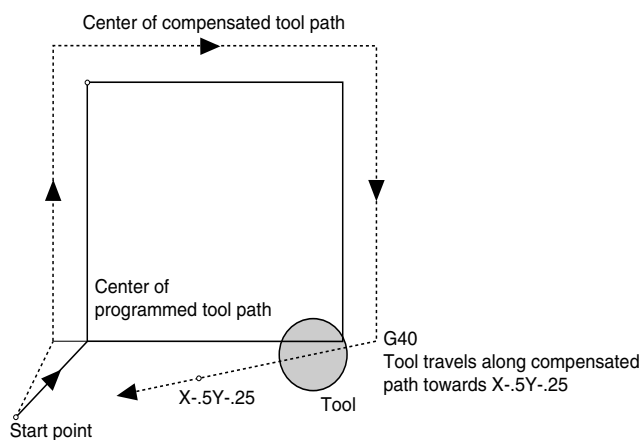 Center of compensated tool path
Center of
programmed tool path
G40
Tool travels along compensated
path towards X-.5Y-.25
X-.5Y-.25
Tool
Start point